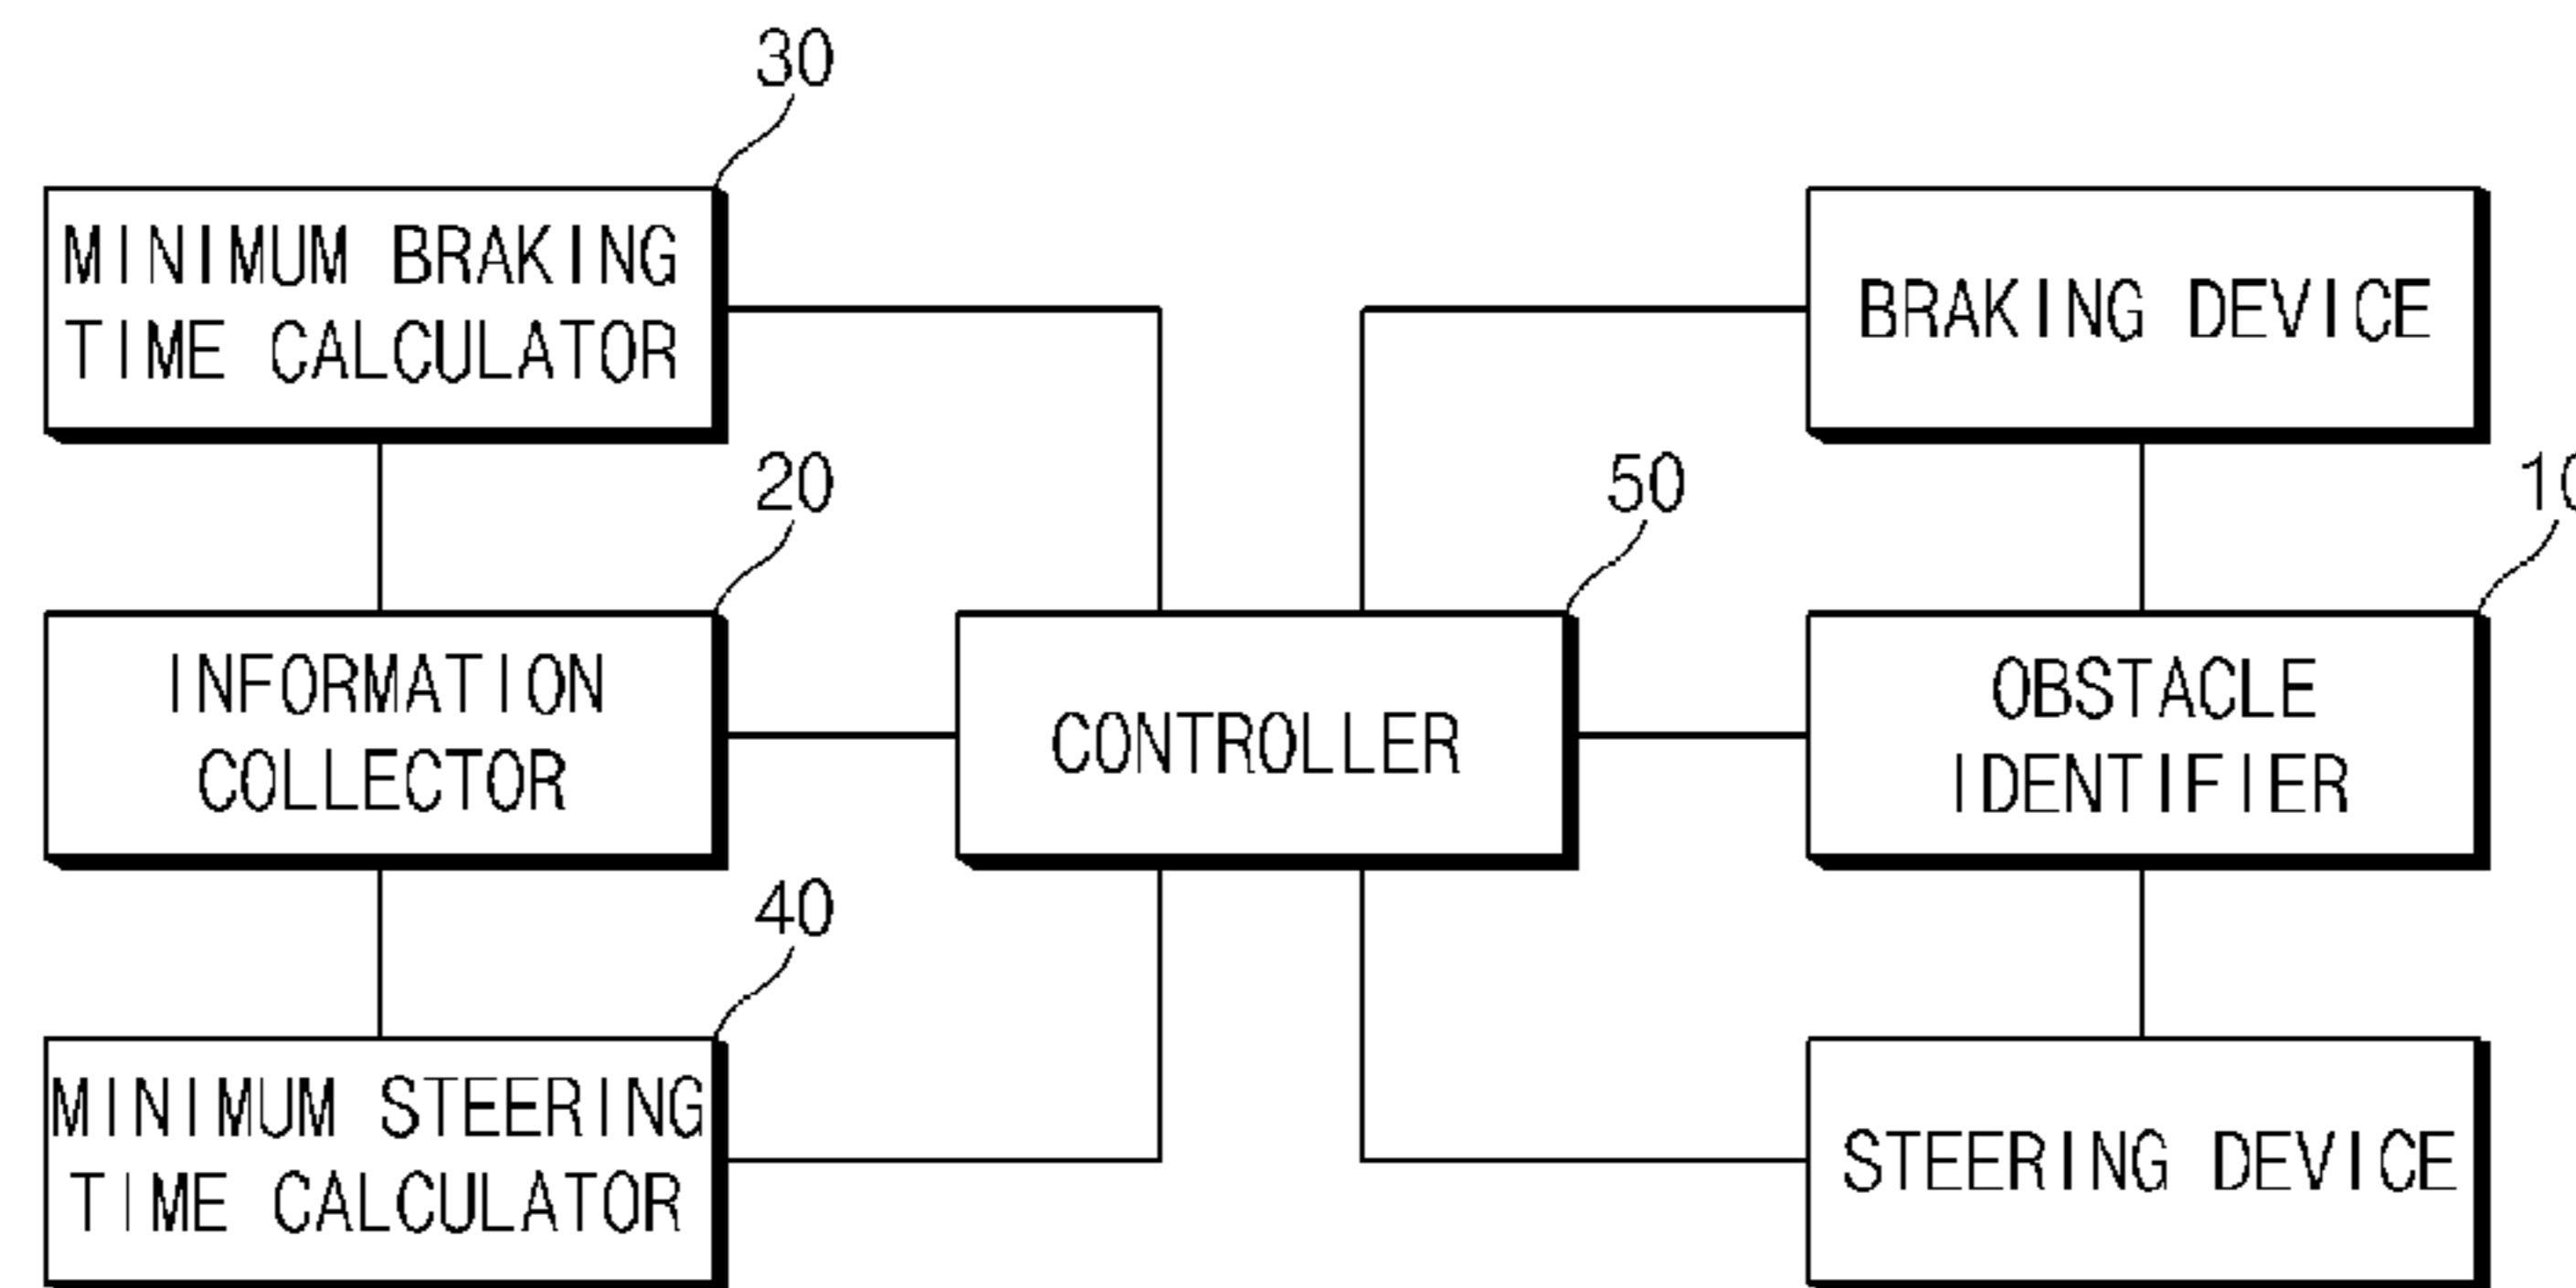 30
MINIMUM BRAKING
TIME CALCULATOR
BRAKING DEVICE
20
50
10
INFORMATION
COLLECTOR
CONTROLLER
OBSTACLE
IDENTIFIER
40
MINIMUM STEERING
TIME CALCULATOR
STEERING DEVICE